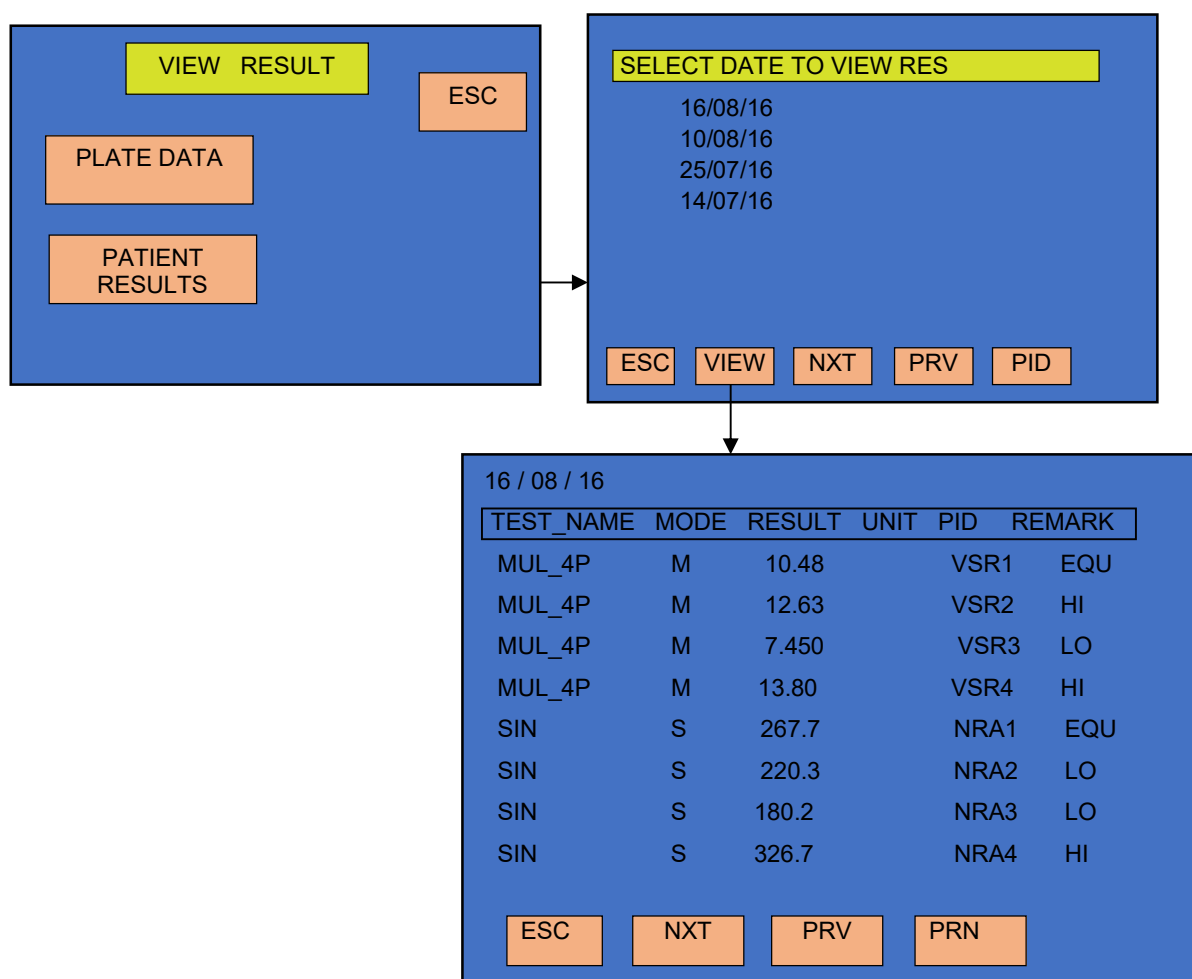 VIEW RESULT
ESC
PLATE DATA
PATIENT
RESULTS
SELECT DATE TO VIEW RES
16/08/16
10/08/16
25/07/16
14/07/16
ESC VIEW NXT PRV PID
16 / 08 / 16
TEST_NAME MODE RESULT UNIT PID REMARK
MUL_4P M 10.48 VSR1 EQU
MUL_4P M 12.63 VSR2 HI
MUL_4P M 7.450 VSR3 LO
MUL_4P M 13.80 VSR4 HI
SIN S 267.7 NRA1 EQU
SIN S 220.3 NRA2 LO
SIN S 180.2 NRA3 LO
SIN S 326.7 NRA4 HI
ESC NXT PRV PRN